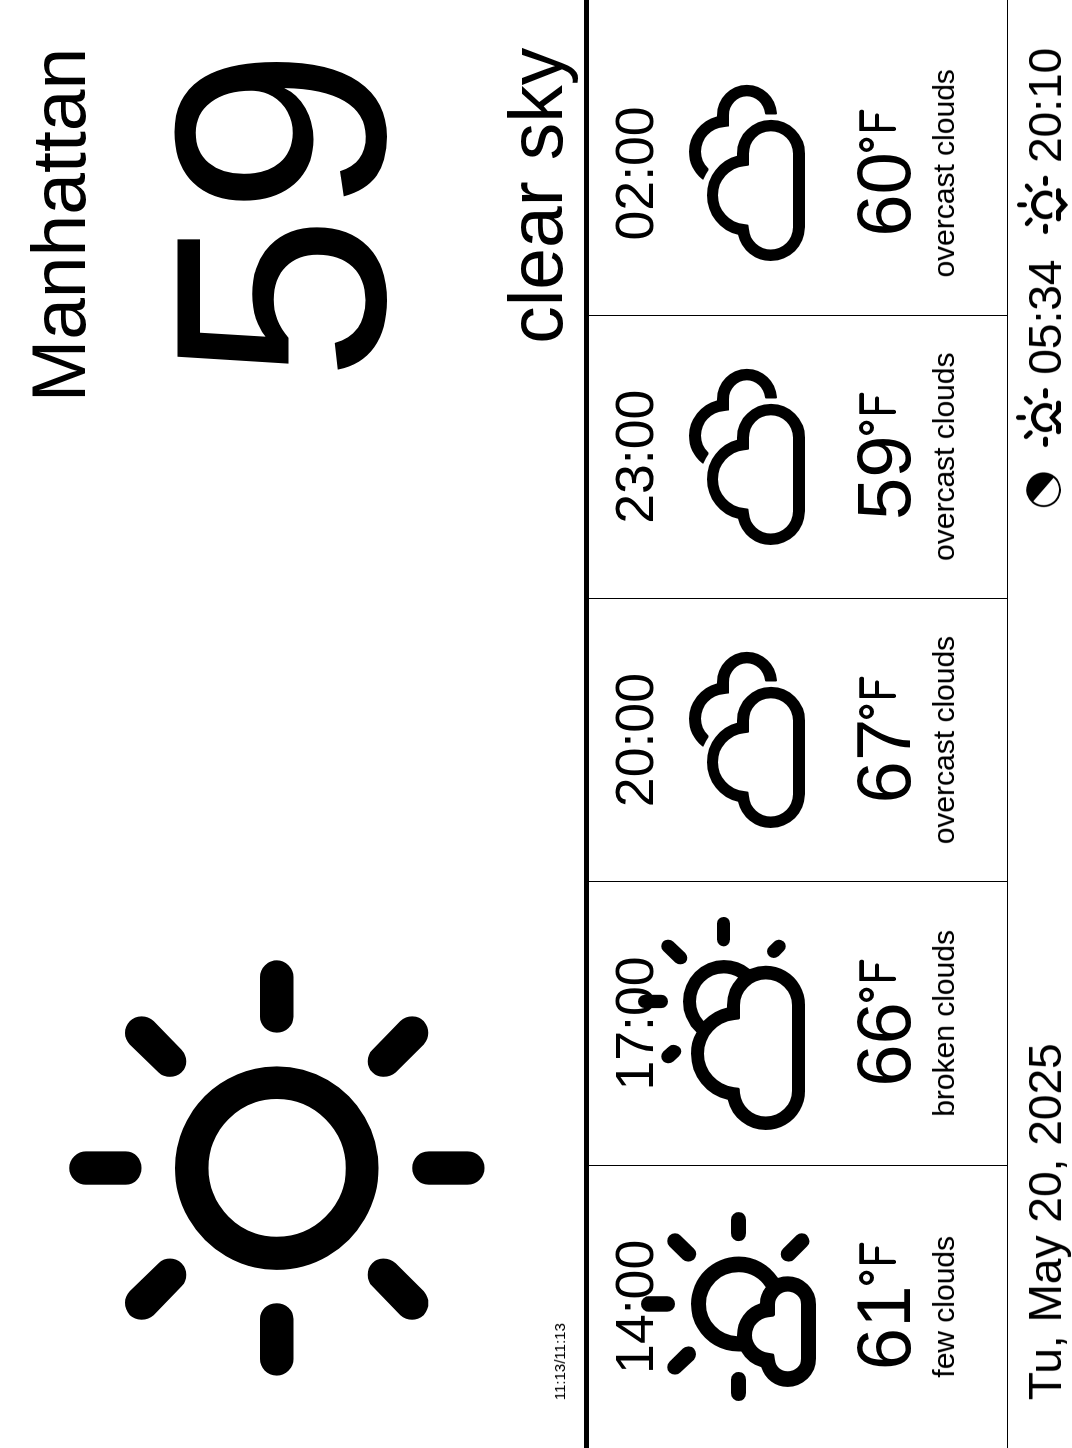 Manhattan
59
clear sky
11:13/11:13
14:00
61°F
few clouds
17:00
66°F
broken clouds
20:00
67°F
overcast clouds
23:00
59°F
overcast clouds
02:00
60°F
overcast clouds
Tu, May 20, 2025
05:34
20:10